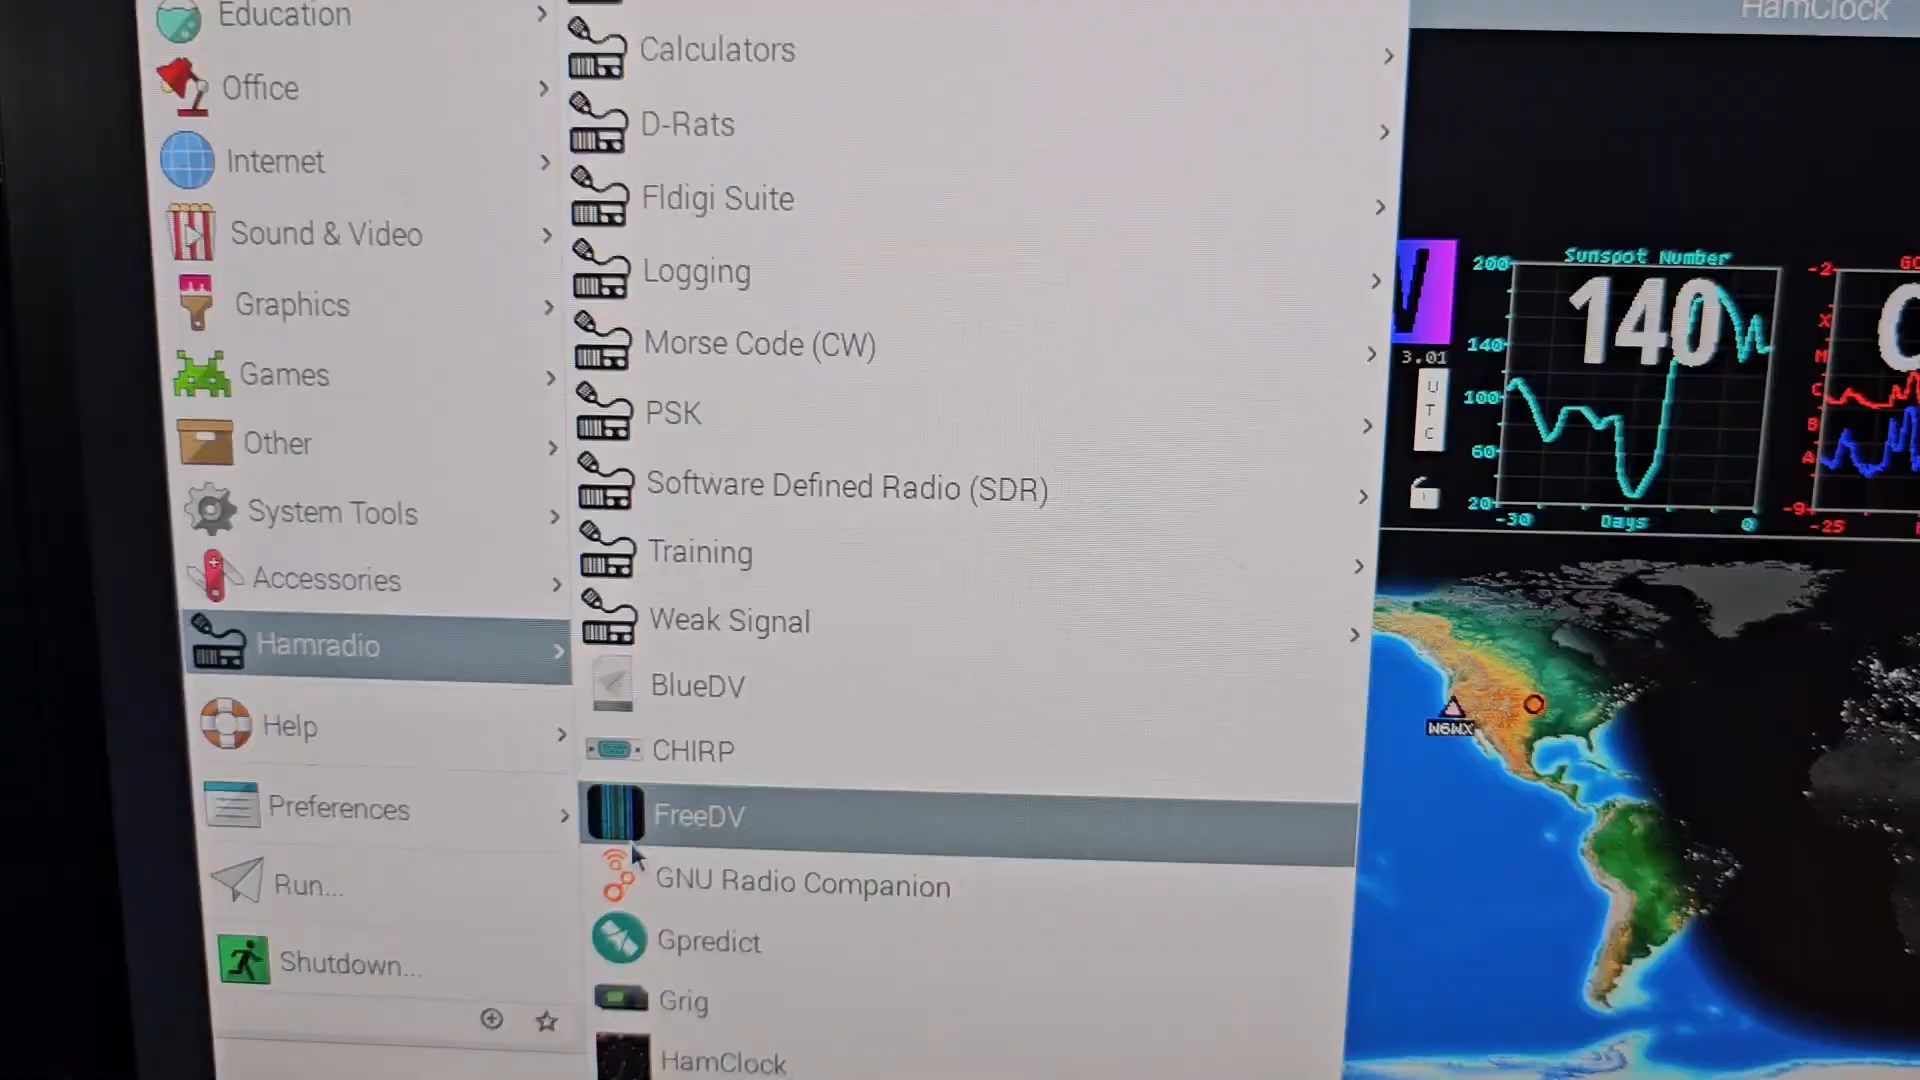 Education
Office
Internet
Sound & Video
Graphics
Games
Other
System Tools
Accessories
Hamradio
Help
Preferences
Run...
Shutdown...
Calculators
D-Rats
Fldigi Suite
Logging
Morse Code (CW)
PSK
Software Defined Radio (SDR)
Training
Weak Signal
BlueDV
CHIRP
FreeDV
GNU Radio Companion
Gpredict
Grig
HamClock
HamClock
3.01
UTC
Sunspot Number
140
200
140
100
60
20
-30
Days
0
-2
X
M
C
B
A
-9
-25
W6WX